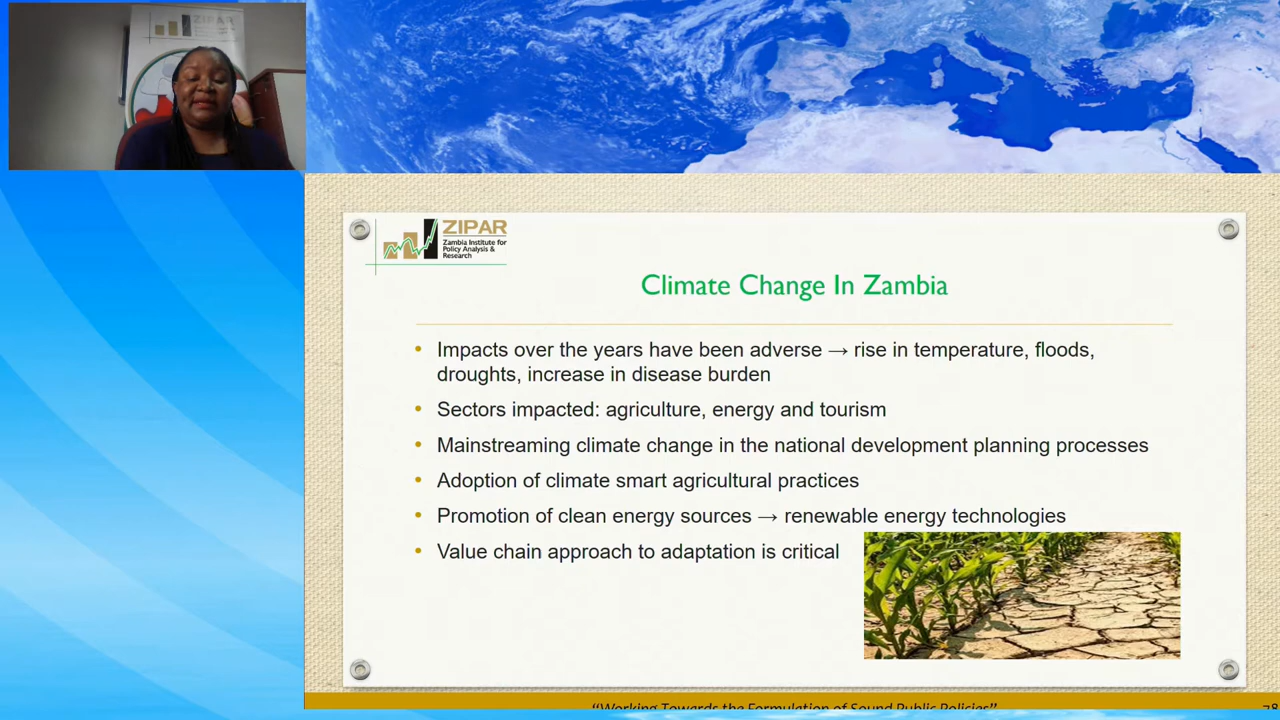 ZIPAR
ZIPAR
Zambia Institute for
Policy Analysis &
Research
Climate Change In Zambia
• Impacts over the years have been adverse → rise in temperature, floods,
droughts, increase in disease burden
• Sectors impacted: agriculture, energy and tourism
• Mainstreaming climate change in the national development planning processes
• Adoption of climate smart agricultural practices
• Promotion of clean energy sources → renewable energy technologies
• Value chain approach to adaptation is critical
“Working Towards the Formulation of Sound Public Policies”